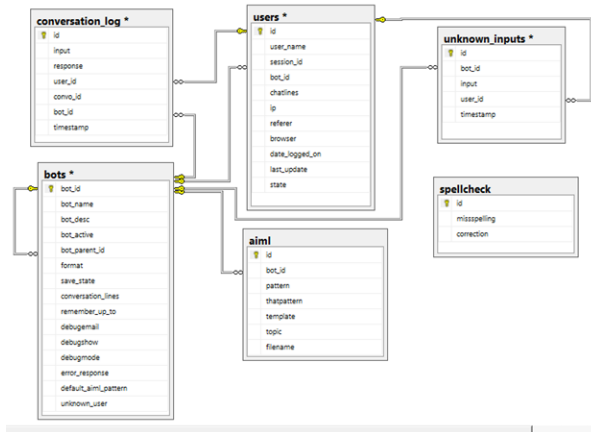 conversation_log *
id
input
response
user_id
convo_id
bot_id
timestamp
users *
id
user_name
session_id
bot_id
chatlines
ip
referer
browser
date_logged_on
last_update
state
unknown_inputs *
id
bot_id
input
user_id
timestamp
bots *
bot_id
bot_name
bot_desc
bot_active
bot_parent_id
format
save_state
conversation_lines
remember_up_to
debugemail
debugshow
debugmode
error_response
default_aiml_pattern
unknown_user
aiml
id
bot_id
pattern
thatpattern
template
topic
filename
spellcheck
id
missspelling
correction